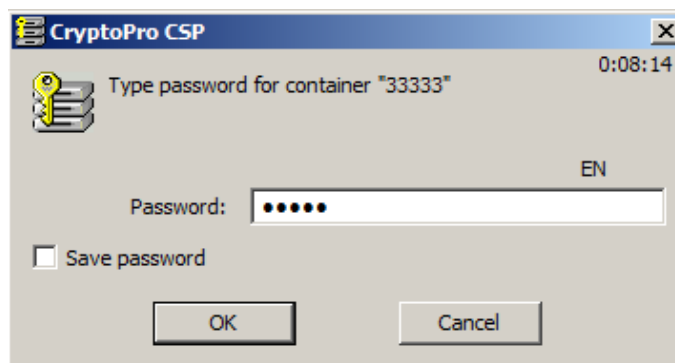 CryptoPro CSP
0:08:14
Type password for container "33333"
EN
Password: •••••
Save password
OK Cancel